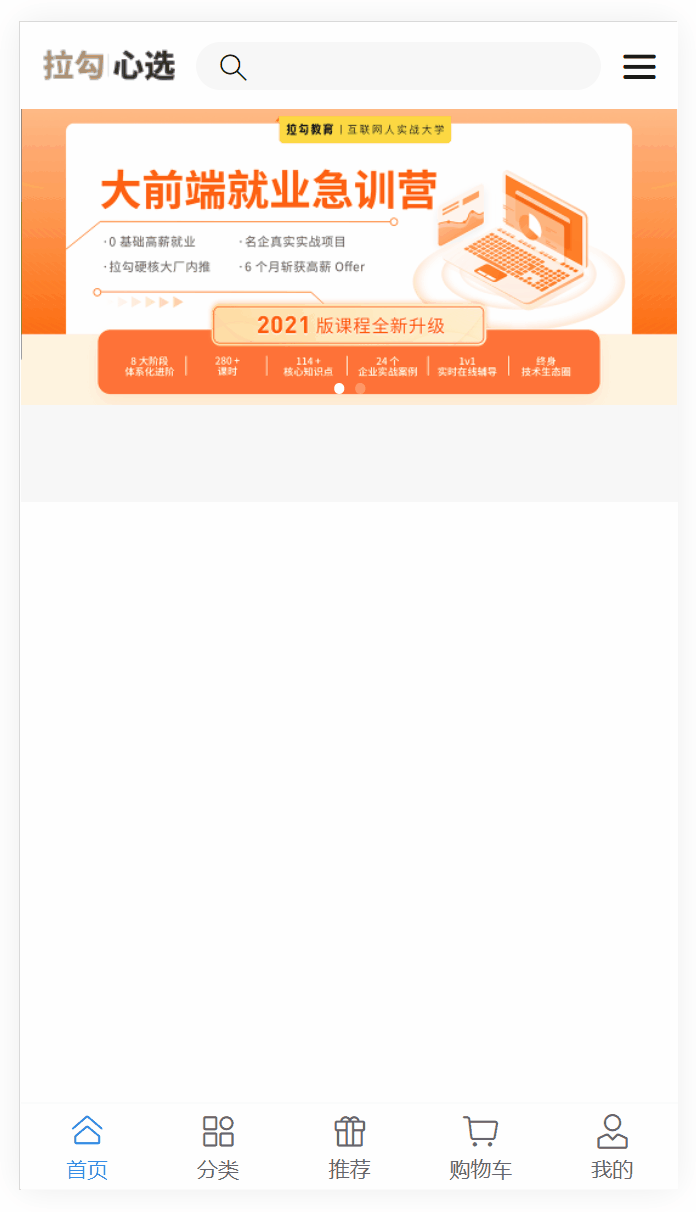 拉勾 心选
拉勾教育 | 互联网人实战大学
大前端就业急训营
·0 基础高薪就业 ·名企真实实战项目
·拉勾硬核大厂内推 ·6 个月斩获高薪 Offer
2021 版课程全新升级
8 大阶段 280+ 114+ 24 个 1v1 终身
体系化进阶 课时 核心知识点 企业实战案例 实时在线辅导 技术生态圈
首页 分类 推荐 购物车 我的